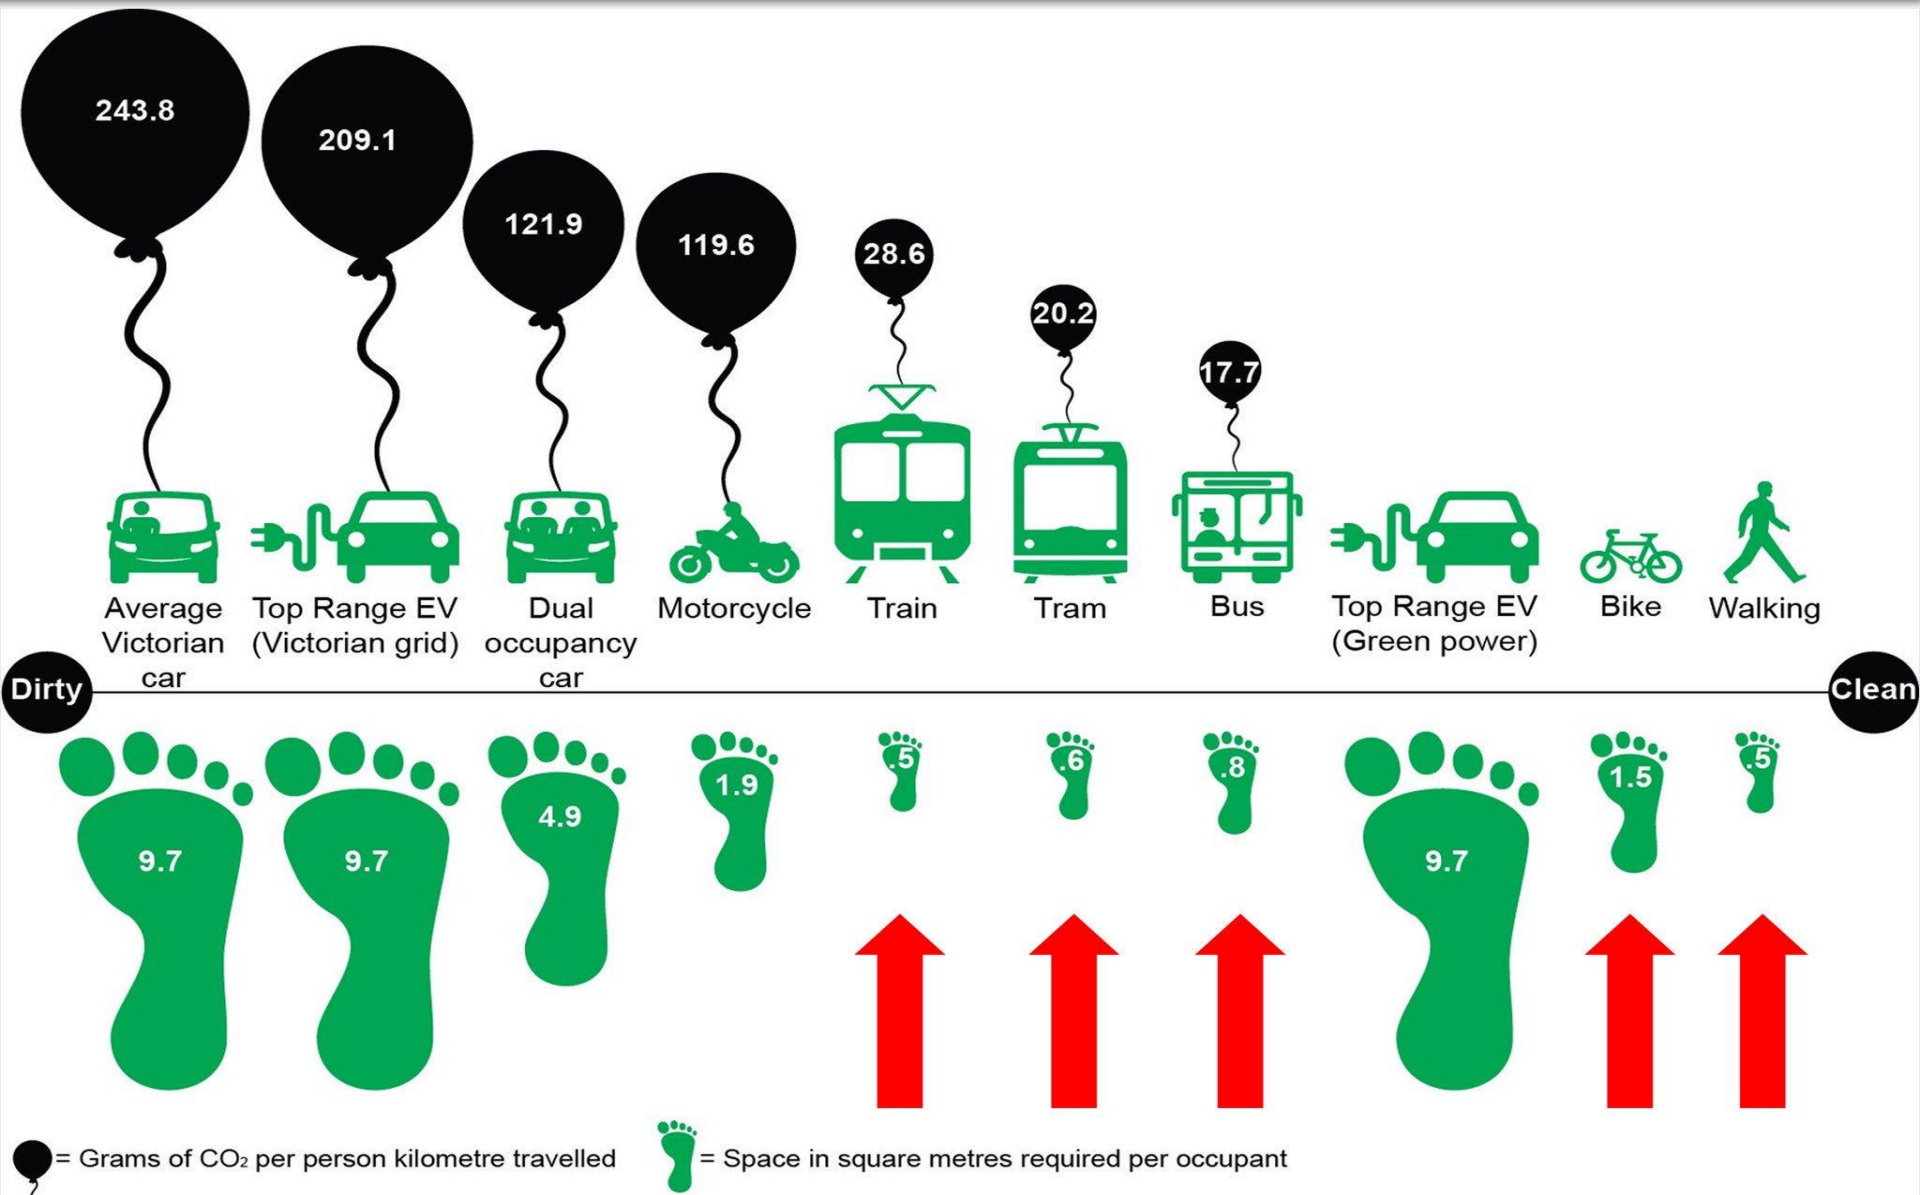 243.8
209.1
121.9
119.6
28.6
20.2
17.7
Average
Victorian
car
Top Range EV
(Victorian grid)
Dual
occupancy
car
Motorcycle
Train
Tram
Bus
Top Range EV
(Green power)
Bike
Walking
Dirty
Clean
9.7
9.7
4.9
1.9
.5
.6
.8
9.7
1.5
.5
= Grams of CO₂ per person kilometre travelled
= Space in square metres required per occupant